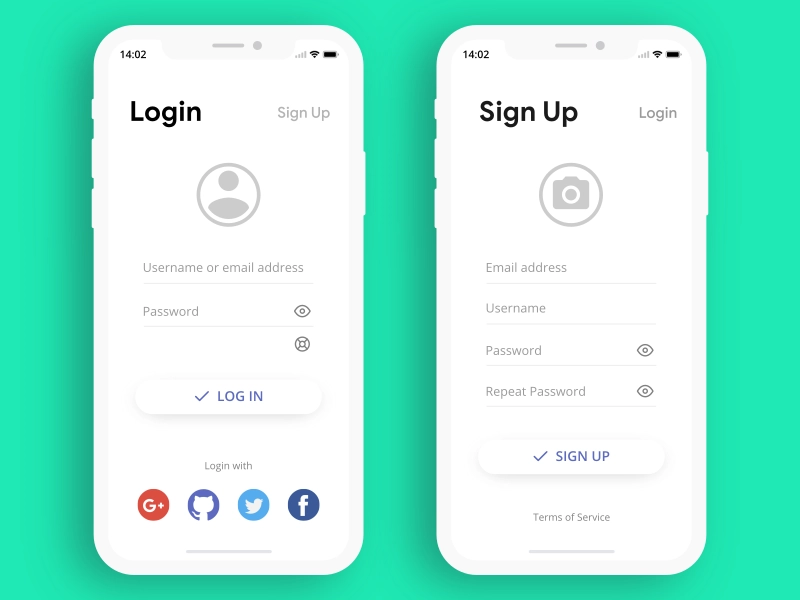 14:02
Login
Sign Up
Username or email address
Password
LOG IN
Login with
G+
14:02
Sign Up
Login
Email address
Username
Password
Repeat Password
SIGN UP
Terms of Service